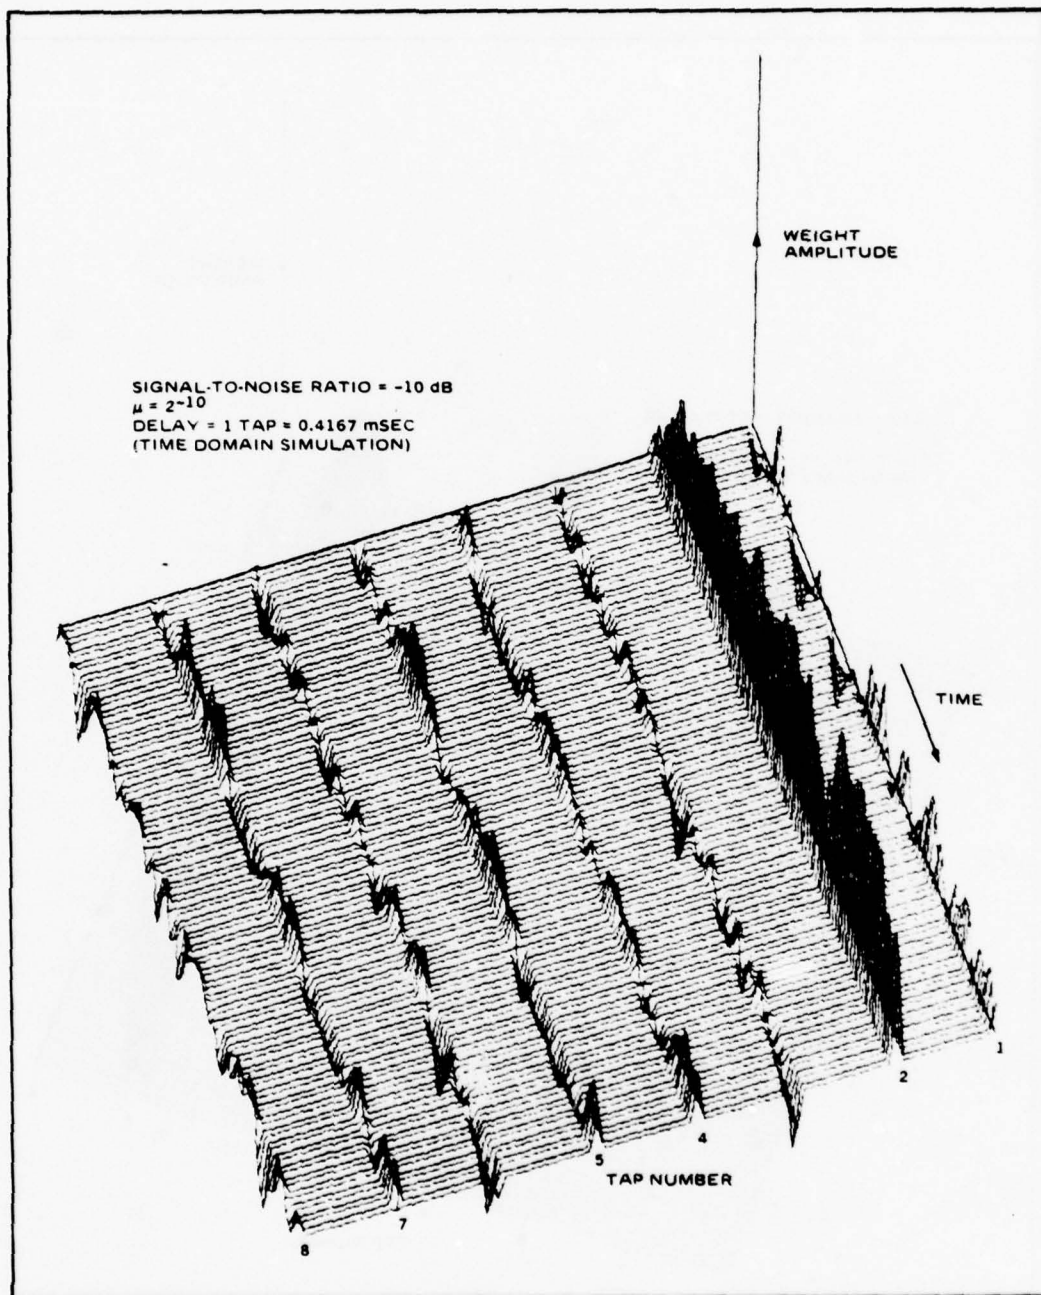 WEIGHT
AMPLITUDE
SIGNAL-TO-NOISE RATIO = -10 dB
μ = 2^-10
DELAY = 1 TAP = 0.4167 mSEC
(TIME DOMAIN SIMULATION)
TIME
1
2
4
5
TAP NUMBER
7
8